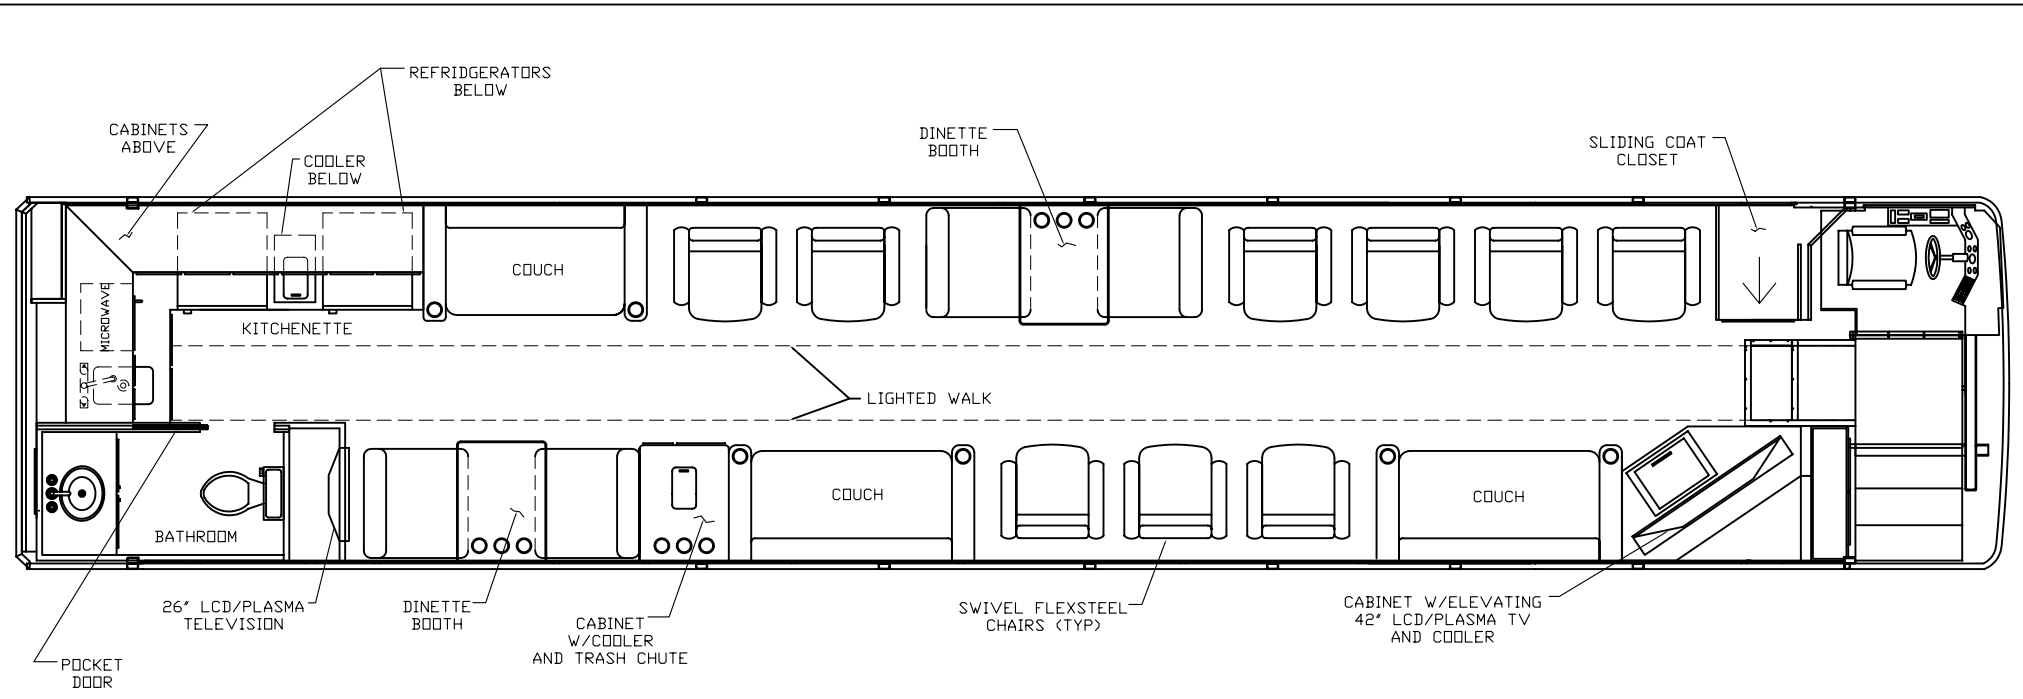 REFRIDGERATORS
BELOW
CABINETS
ABOVE
COOLER
BELOW
DINETTE
BOOTH
SLIDING COAT
CLOSET
COUCH
MICROWAVE
KITCHENETTE
LIGHTED WALK
COUCH
COUCH
BATHROOM
26" LCD/PLASMA
TELEVISION
DINETTE
BOOTH
CABINET
W/COOLER
AND TRASH CHUTE
SWIVEL FLEXSTEEL
CHAIRS (TYP)
CABINET W/ELEVATING
42" LCD/PLASMA TV
AND COOLER
POCKET
DOOR